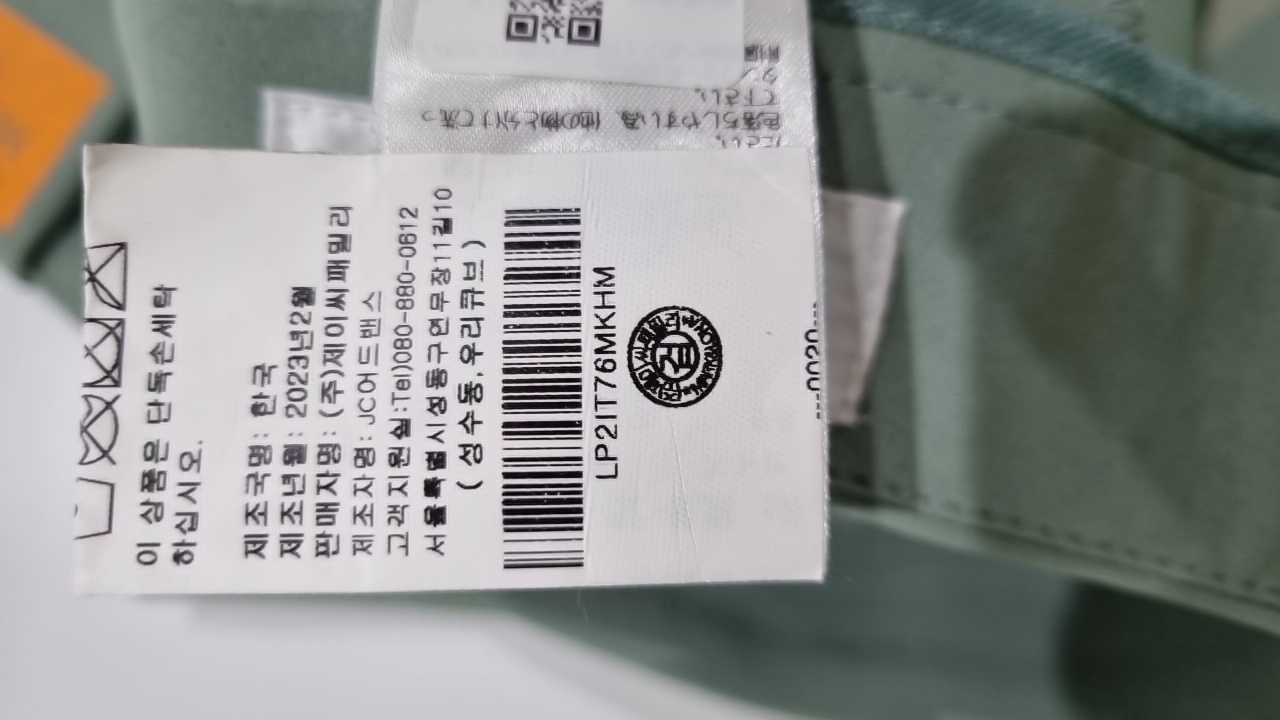 이 상품은 단독손세탁
하십시오.
제조국명: 한국
제조년월: 2023년2월
판매자명: (주)제이씨패밀리
제조자명: JC어드밴스
고객지원실:Tel)080-880-0612
서울특별시성동구연무장11길10
(성수동,우리큐브)
LP2IT76MKHM